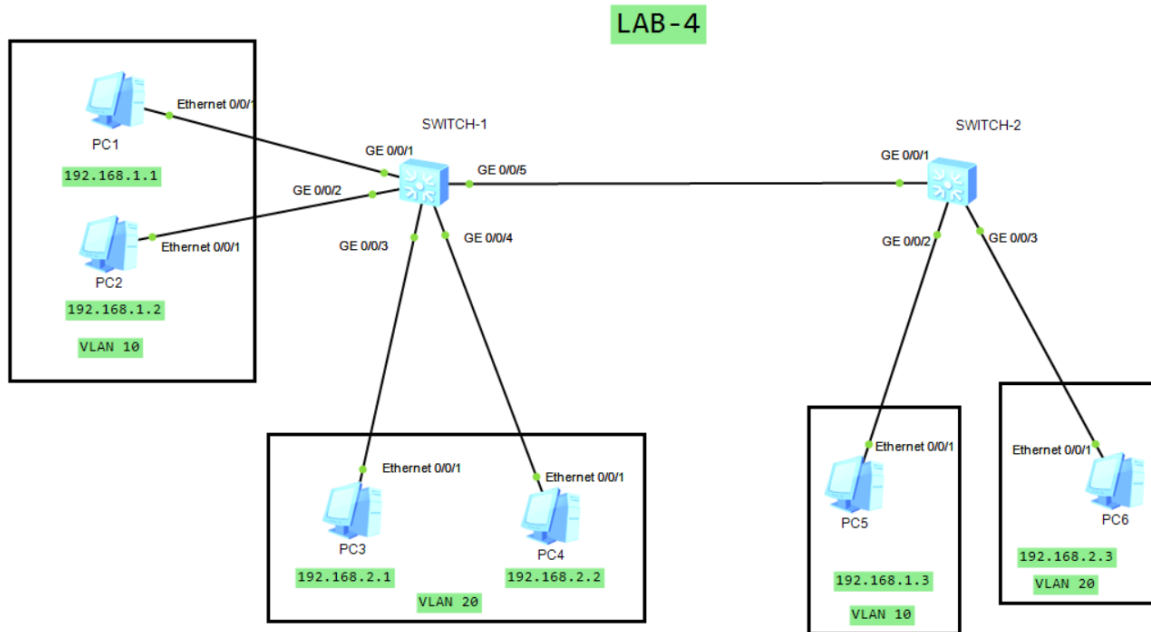 LAB-4
Ethernet 0/0/1
PC1
192.168.1.1
Ethernet 0/0/1
PC2
192.168.1.2
VLAN 10
SWITCH-1
GE 0/0/1
GE 0/0/2
GE 0/0/5
GE 0/0/3
GE 0/0/4
SWITCH-2
GE 0/0/1
GE 0/0/2
GE 0/0/3
Ethernet 0/0/1
PC3
192.168.2.1
Ethernet 0/0/1
PC4
192.168.2.2
VLAN 20
Ethernet 0/0/1
PC5
192.168.1.3
VLAN 10
Ethernet 0/0/1
PC6
192.168.2.3
VLAN 20